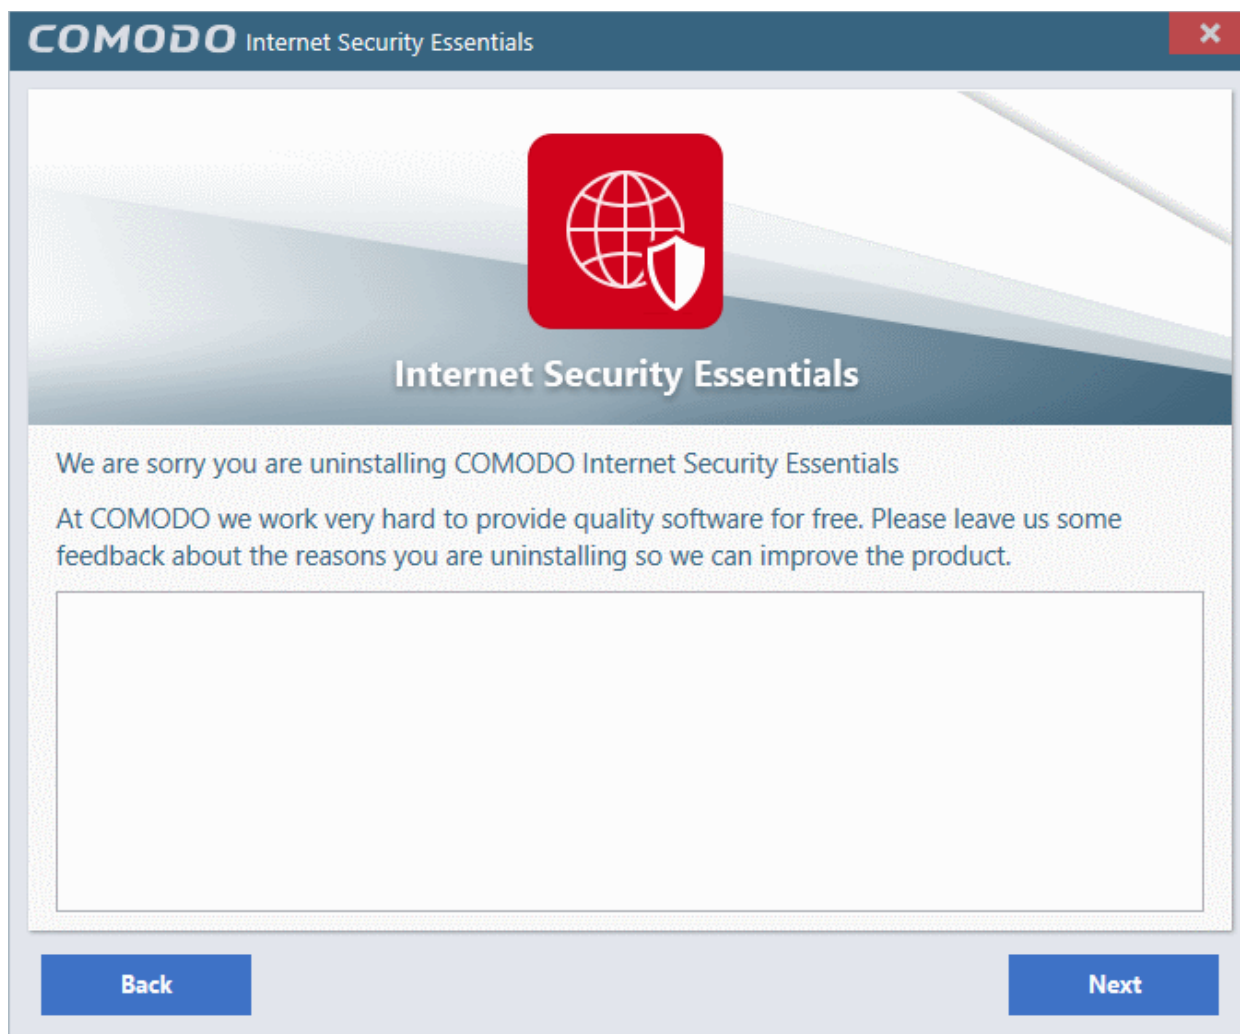 COMODO Internet Security Essentials
Internet Security Essentials
We are sorry you are uninstalling COMODO Internet Security Essentials
At COMODO we work very hard to provide quality software for free. Please leave us some
feedback about the reasons you are uninstalling so we can improve the product.
Back Next